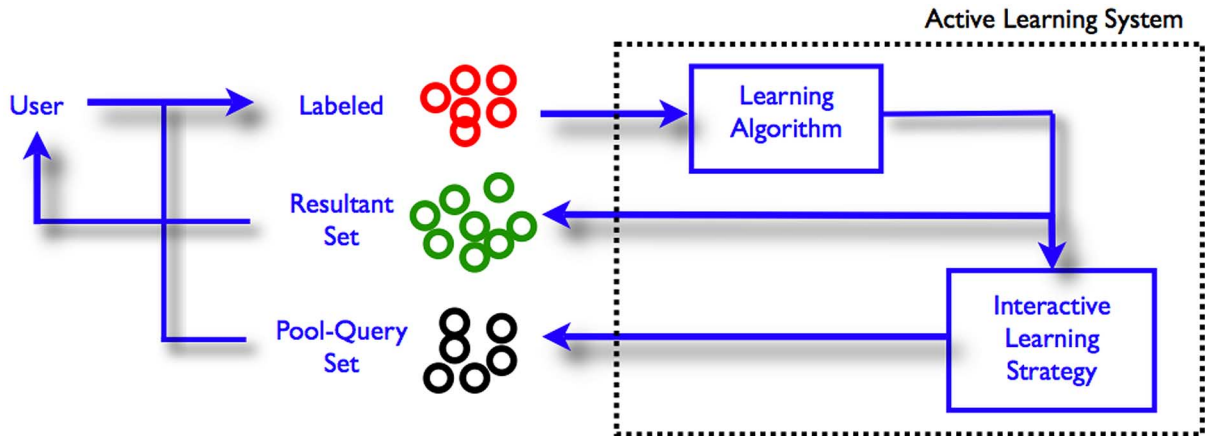 Active Learning System
User
Labeled
Learning
Algorithm
Resultant
Set
Pool-Query
Set
Interactive
Learning
Strategy